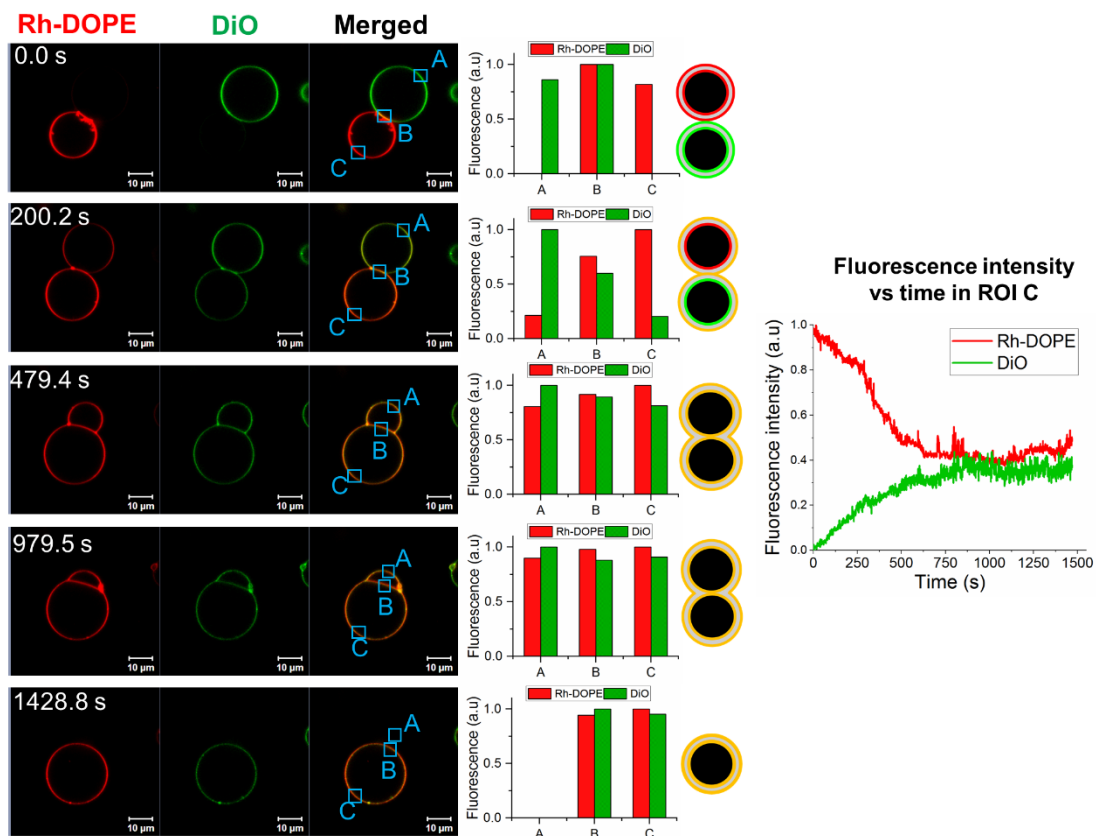 Rh-DOPE DiO Merged
0.0 s
A
B
C
10 µm 10 µm 10 µm
Rh-DOPE DiO
Fluorescence (a.u)
1.0
0.5
0.0
A B C
200.2 s
A
B
C
10 µm 10 µm 10 µm
Rh-DOPE DiO
Fluorescence (a.u)
1.0
0.5
0.0
A B C
479.4 s
A
B
C
10 µm 10 µm 10 µm
Rh-DOPE DiO
Fluorescence (a.u)
1.0
0.5
0.0
A B C
979.5 s
A
B
C
10 µm 10 µm 10 µm
Rh-DOPE DiO
Fluorescence (a.u)
1.0
0.5
0.0
A B C
1428.8 s
A
B
C
10 µm 10 µm 10 µm
Rh-DOPE DiO
Fluorescence (a.u)
1.0
0.5
0.0
A B C
Fluorescence intensity
vs time in ROI C
Fluorescence intensity (a.u)
1.0
0.8
0.6
0.4
0.2
0.0
Rh-DOPE
DiO
0 250 500 750 1000 1250 1500
Time (s)